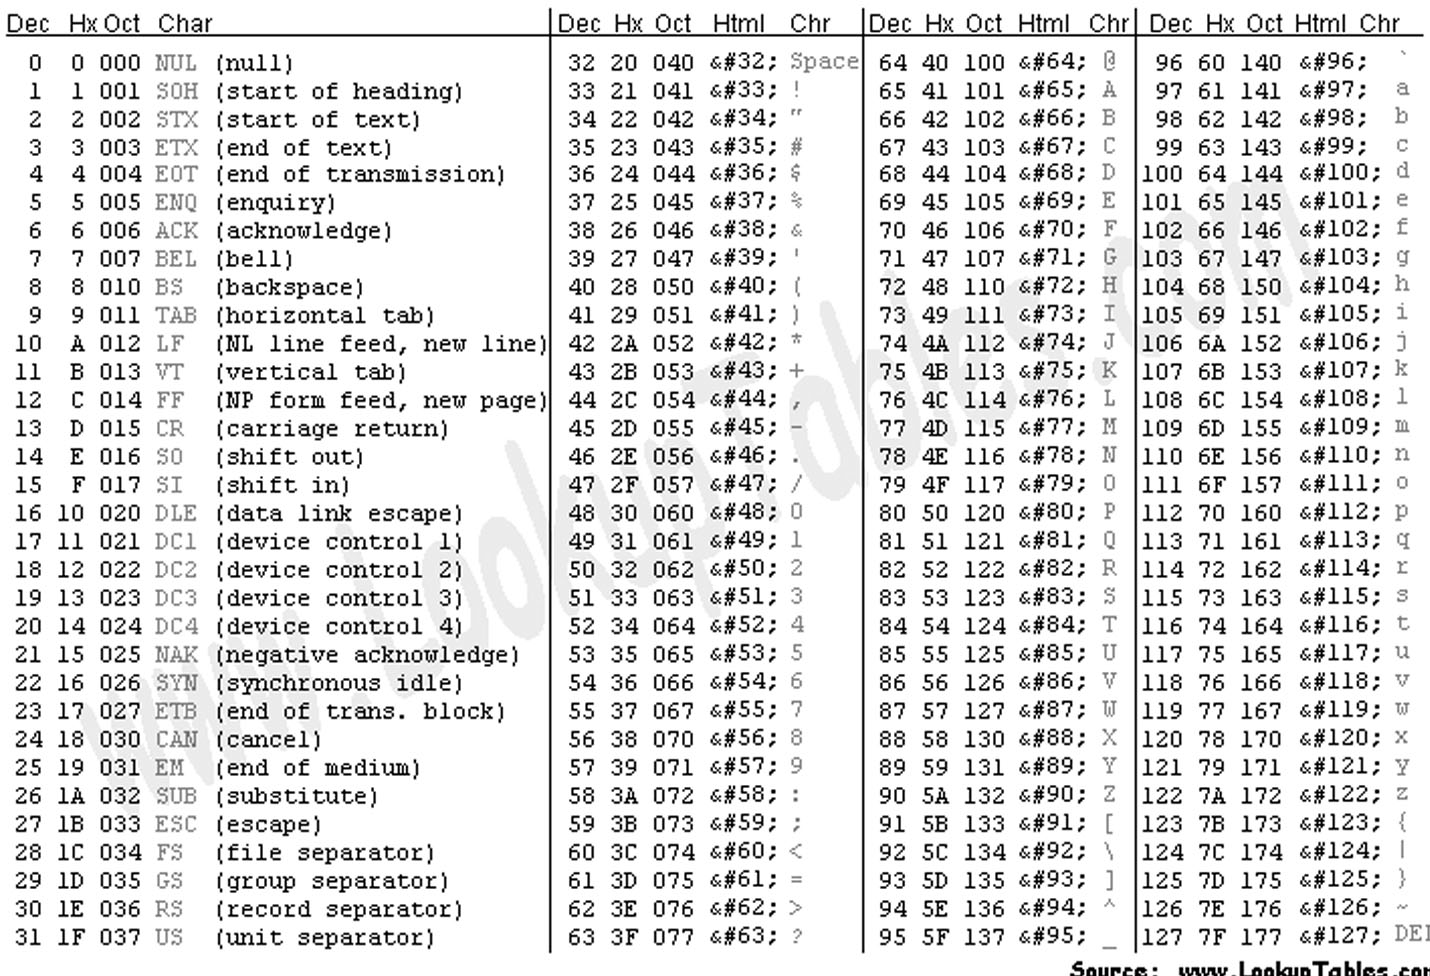 Dec Hx Oct Char Dec Hx Oct Html Chr Dec Hx Oct Html Chr Dec Hx Oct Html Chr
0 0 000 NUL (null) 32 20 040 &#32; Space 64 40 100 &#64; @ 96 60 140 &#96; `
1 1 001 SOH (start of heading) 33 21 041 &#33; ! 65 41 101 &#65; A 97 61 141 &#97; a
2 2 002 STX (start of text) 34 22 042 &#34; " 66 42 102 &#66; B 98 62 142 &#98; b
3 3 003 ETX (end of text) 35 23 043 &#35; # 67 43 103 &#67; C 99 63 143 &#99; c
4 4 004 EOT (end of transmission) 36 24 044 &#36; $ 68 44 104 &#68; D 100 64 144 &#100; d
5 5 005 ENQ (enquiry) 37 25 045 &#37; % 69 45 105 &#69; E 101 65 145 &#101; e
6 6 006 ACK (acknowledge) 38 26 046 &#38; & 70 46 106 &#70; F 102 66 146 &#102; f
7 7 007 BEL (bell) 39 27 047 &#39; ' 71 47 107 &#71; G 103 67 147 &#103; g
8 8 010 BS (backspace) 40 28 050 &#40; ( 72 48 110 &#72; H 104 68 150 &#104; h
9 9 011 TAB (horizontal tab) 41 29 051 &#41; ) 73 49 111 &#73; I 105 69 151 &#105; i
10 A 012 LF (NL line feed, new line) 42 2A 052 &#42; * 74 4A 112 &#74; J 106 6A 152 &#106; j
11 B 013 VT (vertical tab) 43 2B 053 &#43; + 75 4B 113 &#75; K 107 6B 153 &#107; k
12 C 014 FF (NP form feed, new page) 44 2C 054 &#44; , 76 4C 114 &#76; L 108 6C 154 &#108; l
13 D 015 CR (carriage return) 45 2D 055 &#45; - 77 4D 115 &#77; M 109 6D 155 &#109; m
14 E 016 SO (shift out) 46 2E 056 &#46; . 78 4E 116 &#78; N 110 6E 156 &#110; n
15 F 017 SI (shift in) 47 2F 057 &#47; / 79 4F 117 &#79; O 111 6F 157 &#111; o
16 10 020 DLE (data link escape) 48 30 060 &#48; 0 80 50 120 &#80; P 112 70 160 &#112; p
17 11 021 DC1 (device control 1) 49 31 061 &#49; 1 81 51 121 &#81; Q 113 71 161 &#113; q
18 12 022 DC2 (device control 2) 50 32 062 &#50; 2 82 52 122 &#82; R 114 72 162 &#114; r
19 13 023 DC3 (device control 3) 51 33 063 &#51; 3 83 53 123 &#83; S 115 73 163 &#115; s
20 14 024 DC4 (device control 4) 52 34 064 &#52; 4 84 54 124 &#84; T 116 74 164 &#116; t
21 15 025 NAK (negative acknowledge) 53 35 065 &#53; 5 85 55 125 &#85; U 117 75 165 &#117; u
22 16 026 SYN (synchronous idle) 54 36 066 &#54; 6 86 56 126 &#86; V 118 76 166 &#118; v
23 17 027 ETB (end of trans. block) 55 37 067 &#55; 7 87 57 127 &#87; W 119 77 167 &#119; w
24 18 030 CAN (cancel) 56 38 070 &#56; 8 88 58 130 &#88; X 120 78 170 &#120; x
25 19 031 EM (end of medium) 57 39 071 &#57; 9 89 59 131 &#89; Y 121 79 171 &#121; y
26 1A 032 SUB (substitute) 58 3A 072 &#58; : 90 5A 132 &#90; Z 122 7A 172 &#122; z
27 1B 033 ESC (escape) 59 3B 073 &#59; ; 91 5B 133 &#91; [ 123 7B 173 &#123; {
28 1C 034 FS (file separator) 60 3C 074 &#60; < 92 5C 134 &#92; \ 124 7C 174 &#124; |
29 1D 035 GS (group separator) 61 3D 075 &#61; = 93 5D 135 &#93; ] 125 7D 175 &#125; }
30 1E 036 RS (record separator) 62 3E 076 &#62; > 94 5E 136 &#94; ^ 126 7E 176 &#126; ~
31 1F 037 US (unit separator) 63 3F 077 &#63; ? 95 5F 137 &#95; _ 127 7F 177 &#127; DEL
Source: www.LookupTables.com
www.LookupTables.com